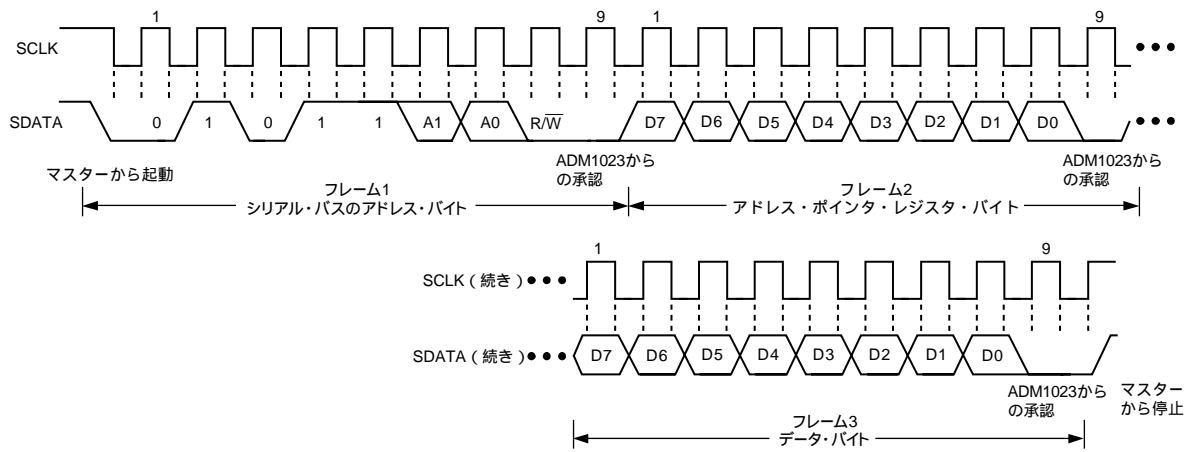 1 9 1 9
SCLK
SDATA 0 1 0 1 1 A1 A0 R/W̅ D7 D6 D5 D4 D3 D2 D1 D0
マスターから起動
ADM1023から
の承認
ADM1023から
の承認
フレーム1
シリアル・バスのアドレス・バイト
フレーム2
アドレス・ポインタ・レジスタ・バイト
1 9
SCLK(続き)
SDATA(続き) D7 D6 D5 D4 D3 D2 D1 D0
ADM1023から
の承認
マスター
から停止
フレーム3
データ・バイト